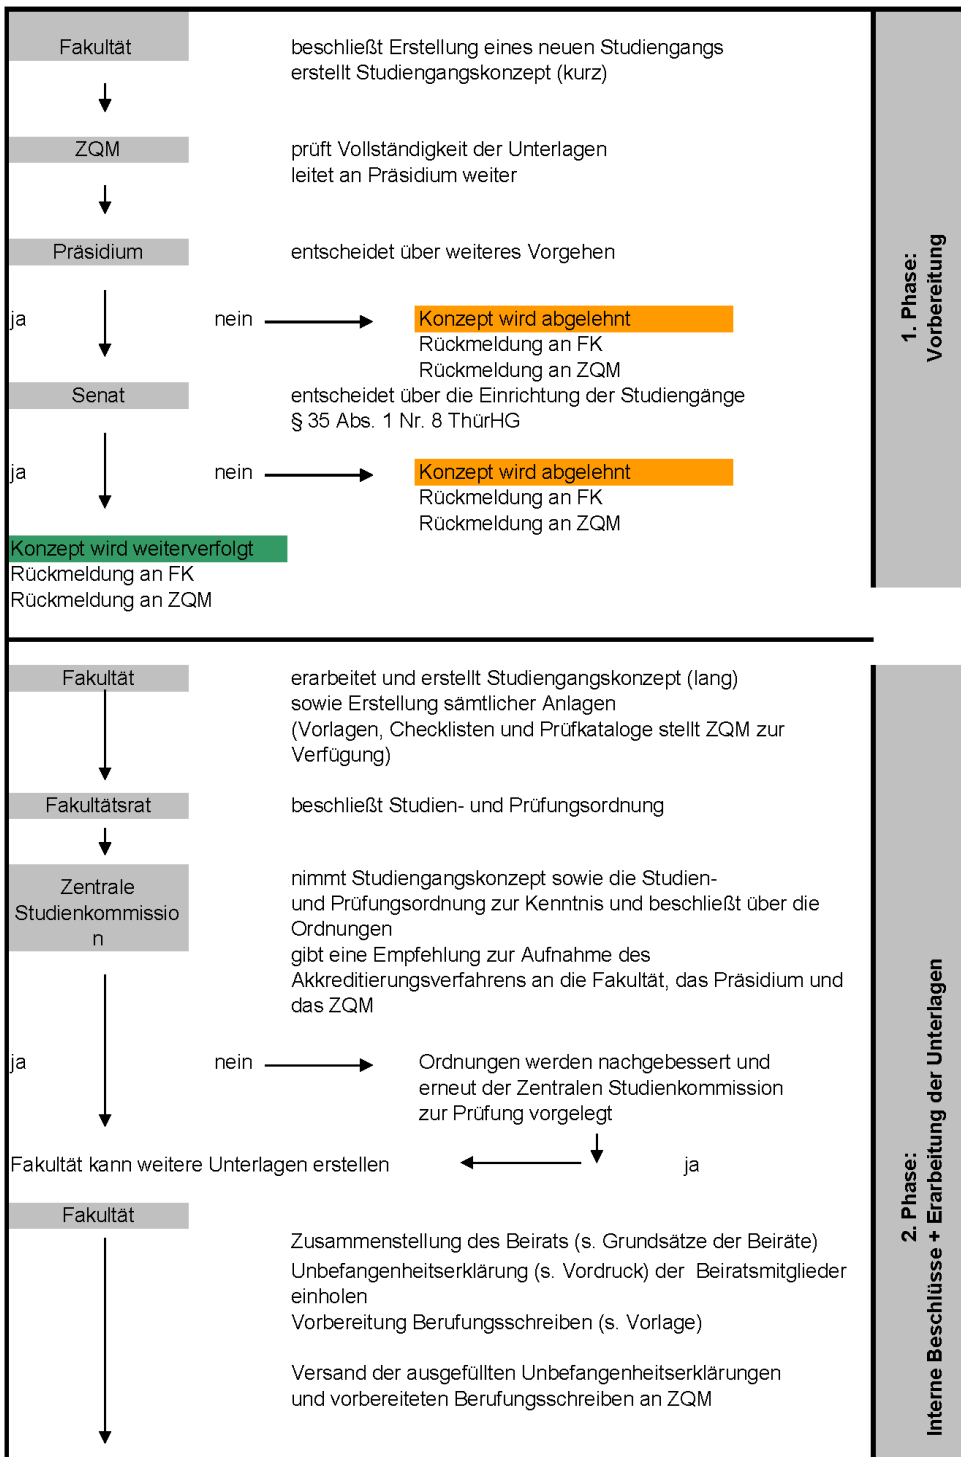 Fakultät
beschließt Erstellung eines neuen Studiengangs
erstellt Studiengangskonzept (kurz)
ZQM
prüft Vollständigkeit der Unterlagen
leitet an Präsidium weiter
Präsidium
entscheidet über weiteres Vorgehen
ja
nein
Konzept wird abgelehnt
Rückmeldung an FK
Rückmeldung an ZQM
Senat
entscheidet über die Einrichtung der Studiengänge
§ 35 Abs. 1 Nr. 8 ThürHG
ja
nein
Konzept wird abgelehnt
Rückmeldung an FK
Rückmeldung an ZQM
Konzept wird weiterverfolgt
Rückmeldung an FK
Rückmeldung an ZQM
1. Phase:
Vorbereitung
Fakultät
erarbeitet und erstellt Studiengangskonzept (lang)
sowie Erstellung sämtlicher Anlagen
(Vorlagen, Checklisten und Prüfkataloge stellt ZQM zur
Verfügung)
Fakultätsrat
beschließt Studien- und Prüfungsordnung
Zentrale
Studienkommissio
n
nimmt Studiengangskonzept sowie die Studien-
und Prüfungsordnung zur Kenntnis und beschließt über die
Ordnungen
gibt eine Empfehlung zur Aufnahme des
Akkreditierungsverfahrens an die Fakultät, das Präsidium und
das ZQM
ja
nein
Ordnungen werden nachgebessert und
erneut der Zentralen Studienkommission
zur Prüfung vorgelegt
Fakultät kann weitere Unterlagen erstellen
ja
Fakultät
Zusammenstellung des Beirats (s. Grundsätze der Beiräte)
Unbefangenheitserklärung (s. Vordruck) der  Beiratsmitglieder
einholen
Vorbereitung Berufungsschreiben (s. Vorlage)
Versand der ausgefüllten Unbefangenheitserklärungen
und vorbereiteten Berufungsschreiben an ZQM
2. Phase:
Interne Beschlüsse + Erarbeitung der Unterlagen